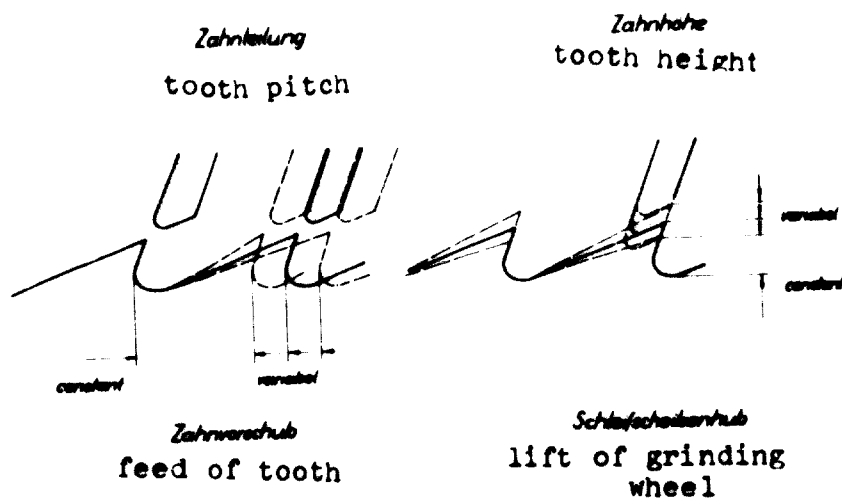 Zahnteilung
tooth pitch
Zahnhöhe
tooth height
variabel
constant
constant
variabel
Zahnvorschub
feed of tooth
Schleifscheibenhub
lift of grinding
wheel